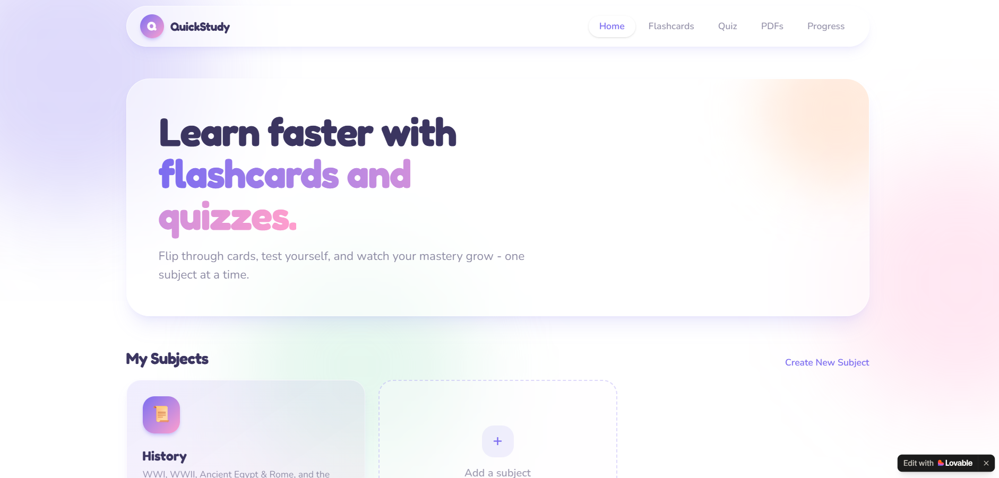 Q QuickStudy
Home Flashcards Quiz PDFs Progress
Learn faster with
flashcards and
quizzes.
Flip through cards, test yourself, and watch your mastery grow - one
subject at a time.
My Subjects
Create New Subject
History
WWI, WWII, Ancient Egypt & Rome, and the
+
Add a subject
Edit with Lovable ×